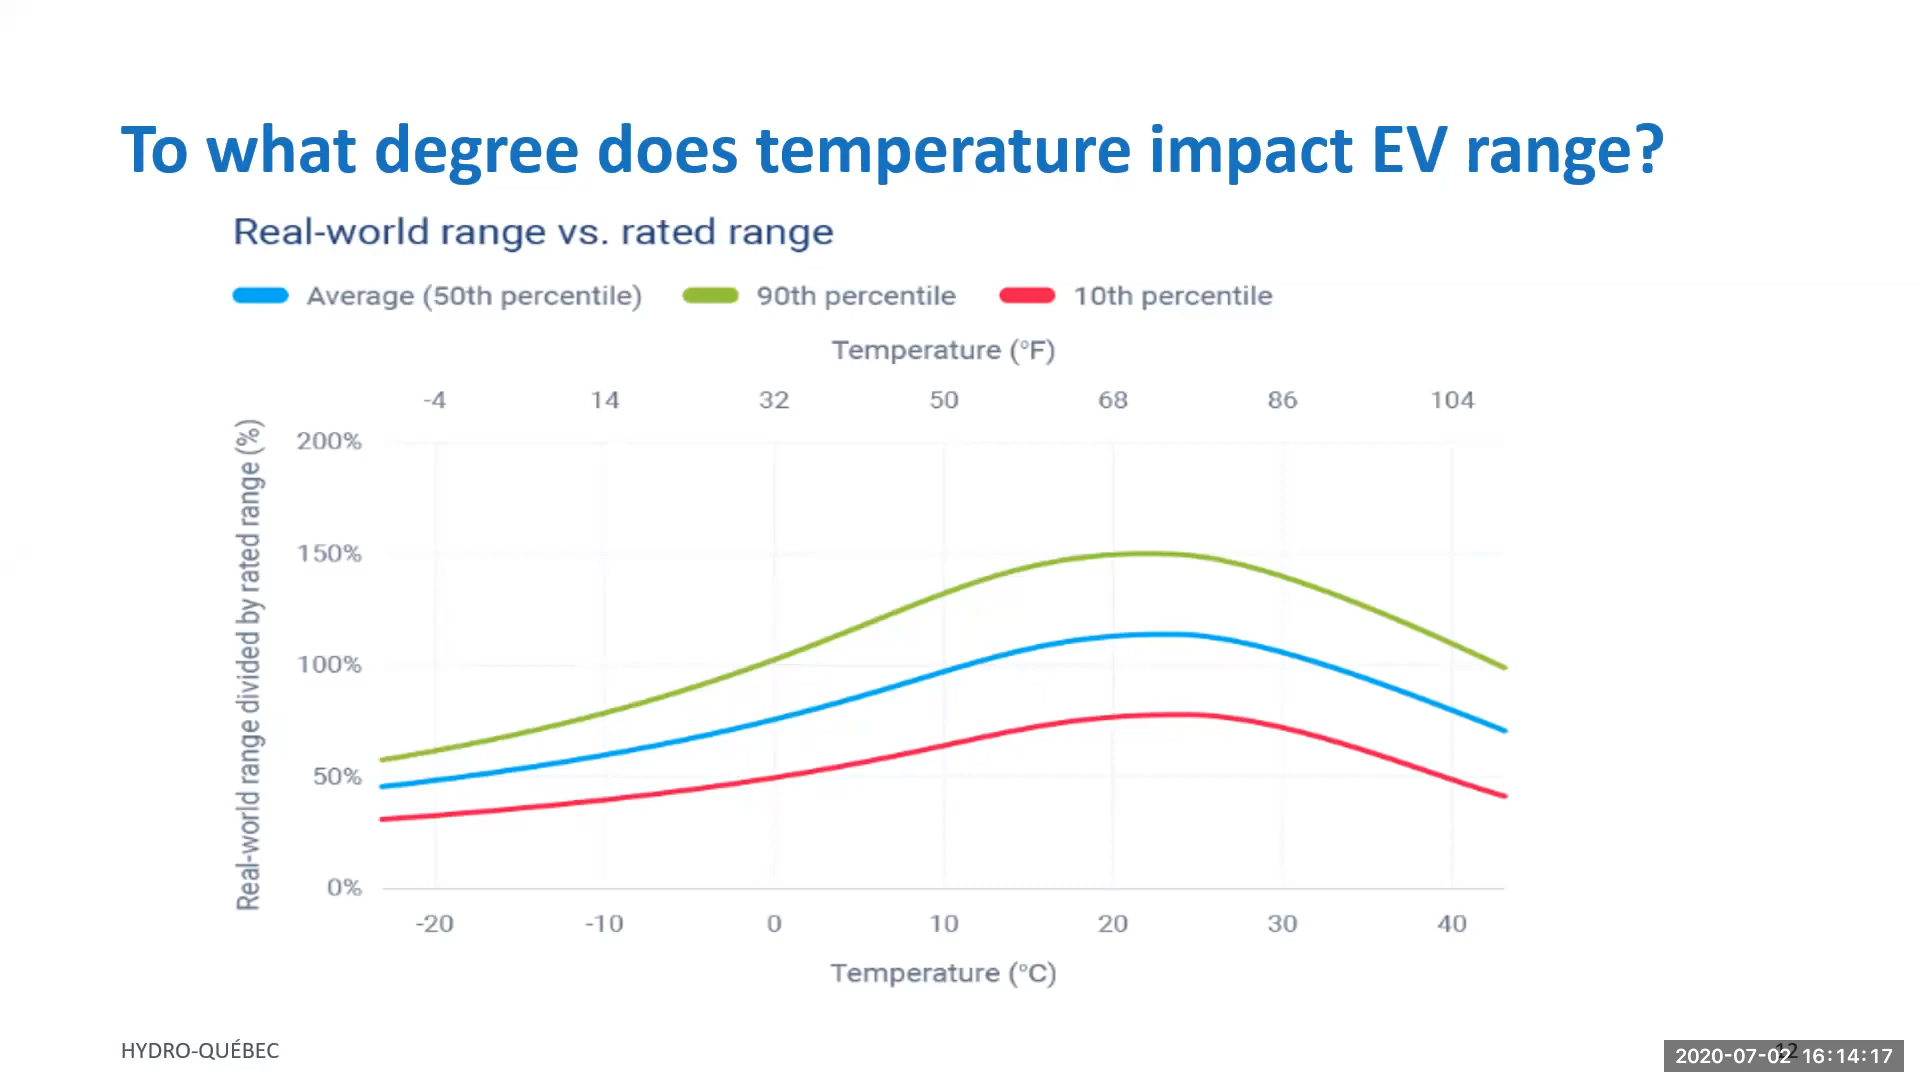 To what degree does temperature impact EV range?
Real-world range vs. rated range
Average (50th percentile) 90th percentile 10th percentile
Temperature (°F)
-4 14 32 50 68 86 104
Real-world range divided by rated range (%)
200%
150%
100%
50%
0%
-20 -10 0 10 20 30 40
Temperature (°C)
HYDRO-QUÉBEC
12
2020-07-02 16:14:17